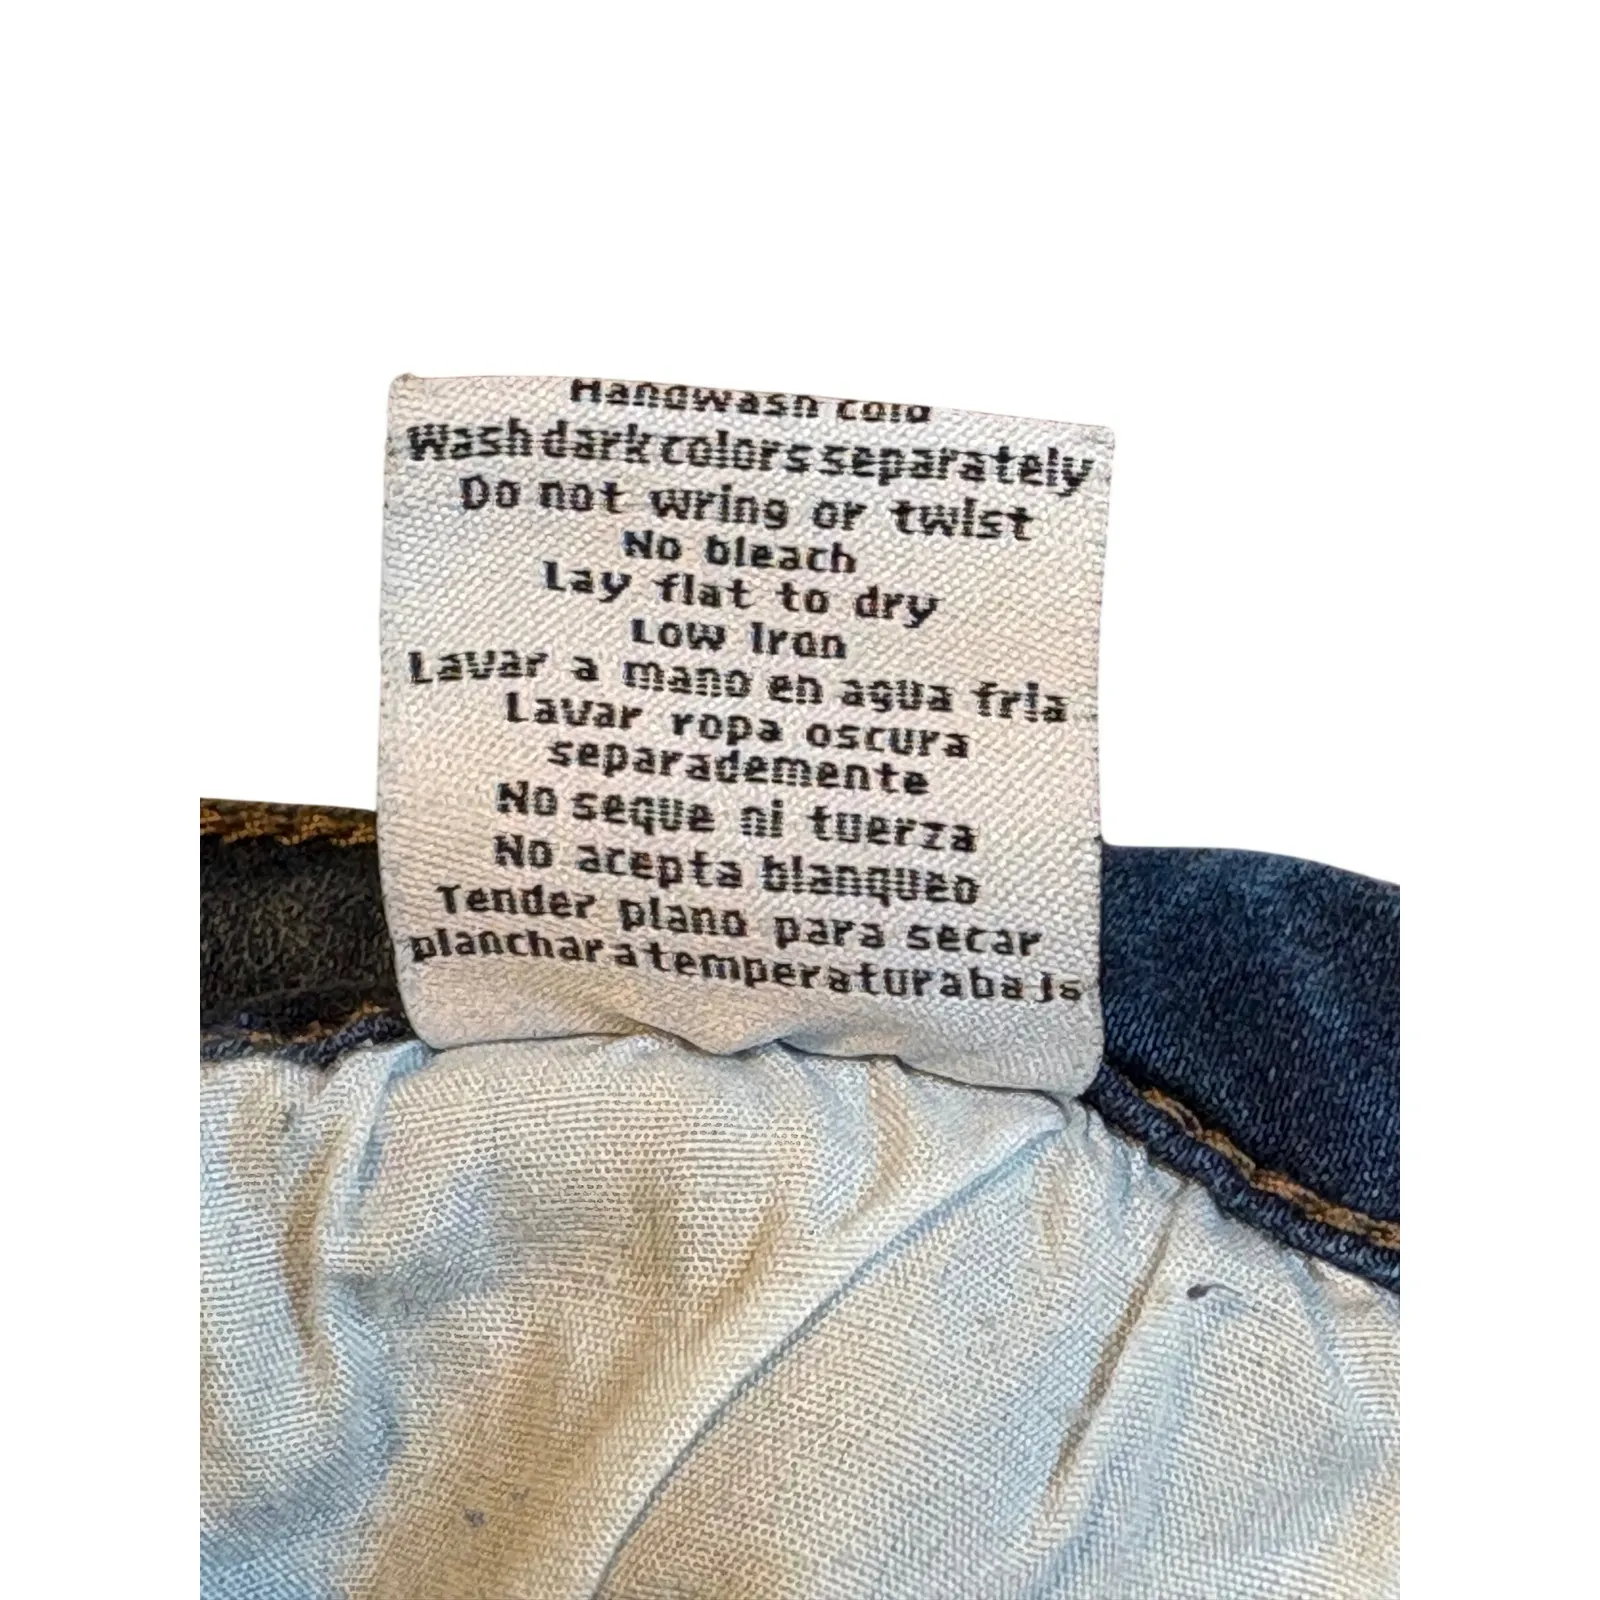 Handwash cold
Wash dark colors separately
Do not wring or twist
No bleach
Lay flat to dry
Low Iron
Lavar a mano en agua fria
Lavar ropa oscura
separademente
No seque ni tuerza
No acepta blanqueo
Tender plano para secar
planchar a temperatura bajs